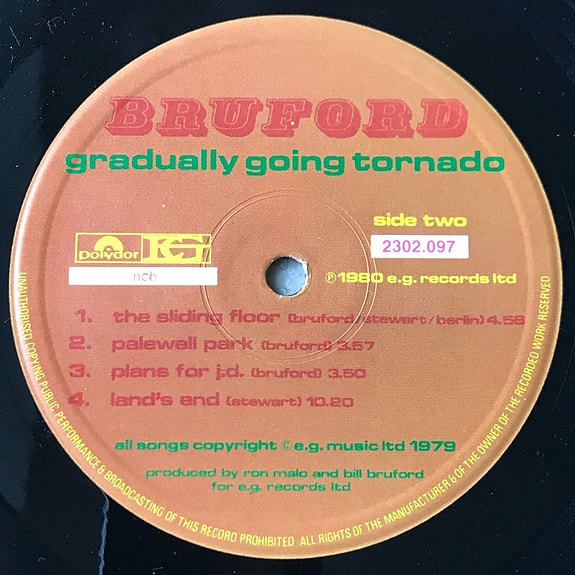 BRUFORD
gradually going tornado
side two
polydor EG
2302.097
ncb
℗1980 e.g. records ltd
1. the sliding floor (bruford/stewart/berlin) 4.58
2. palewell park (bruford) 3.57
3. plans for j.d. (bruford) 3.50
4. land's end (stewart) 10.20
all songs copyright © e.g. music ltd 1979
produced by ron malo and bill bruford
for e.g. records ltd
UNAUTHORISED COPYING PUBLIC PERFORMANCE & BROADCASTING OF THIS RECORD PROHIBITED ALL RIGHTS OF THE MANUFACTURER & OF THE OWNER OF THE RECORDED WORK RESERVED